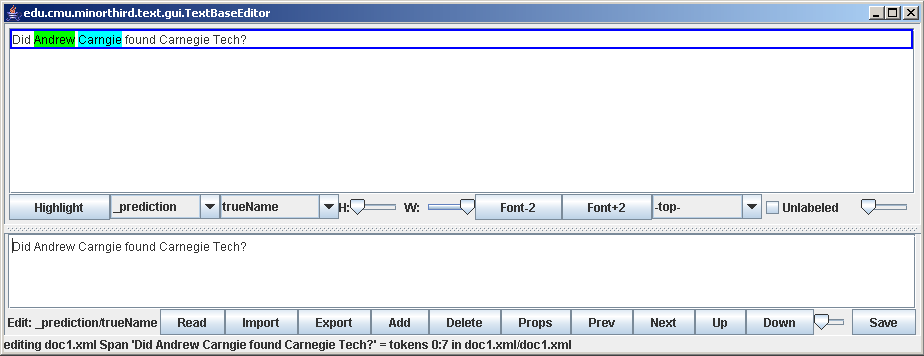 edu.cmu.minorthird.text.gui.TextBaseEditor
Did Andrew Carngie found Carnegie Tech?
Highlight _prediction trueName H: W: Font-2 Font+2 -top- Unlabeled
Did Andrew Carngie found Carnegie Tech?
Edit: _prediction/trueName Read Import Export Add Delete Props Prev Next Up Down Save
editing doc1.xml Span 'Did Andrew Carngie found Carnegie Tech?' = tokens 0:7 in doc1.xml/doc1.xml